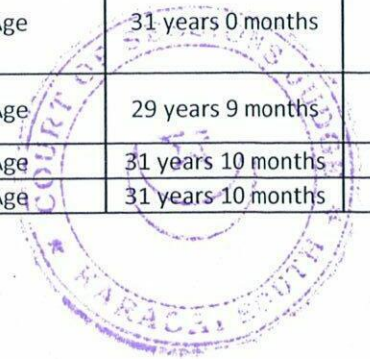 Age 31 years 0 months
Age 29 years 9 months
Age 31 years 10 months
Age 31 years 10 months
COURT OF SESSIONS JUDGE
KARACHI SOUTH